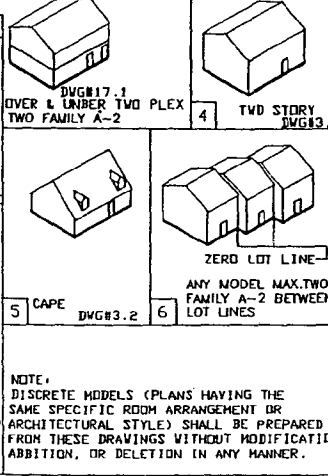 DWG#17.1
OVER & UNDER TWO PLEX
TWO FAMILY A-2
4
TWO STORY
DWG#3
ZERO LOT LINE
ANY MODEL MAX.TWO
FAMILY A-2 BETWEEN
LOT LINES
5
CAPE
DWG#3.2
6
NOTE:
DISCRETE MODELS (PLANS HAVING THE
SAME SPECIFIC ROOM ARRANGEMENT OR
ARCHITECTURAL STYLE) SHALL BE PREPARED
FROM THESE DRAWINGS WITHOUT MODIFICATIO
ABBITION, OR DELETION IN ANY MANNER.